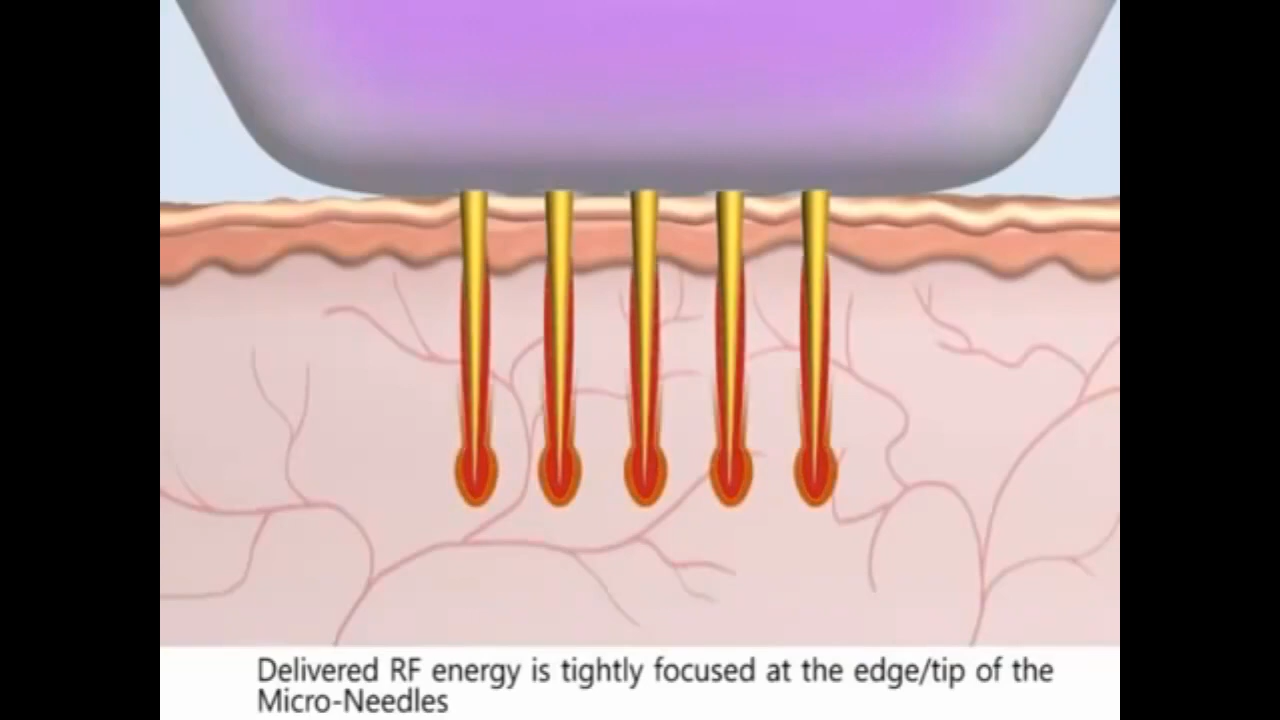 Delivered RF energy is tightly focused at the edge/tip of the
Micro-Needles